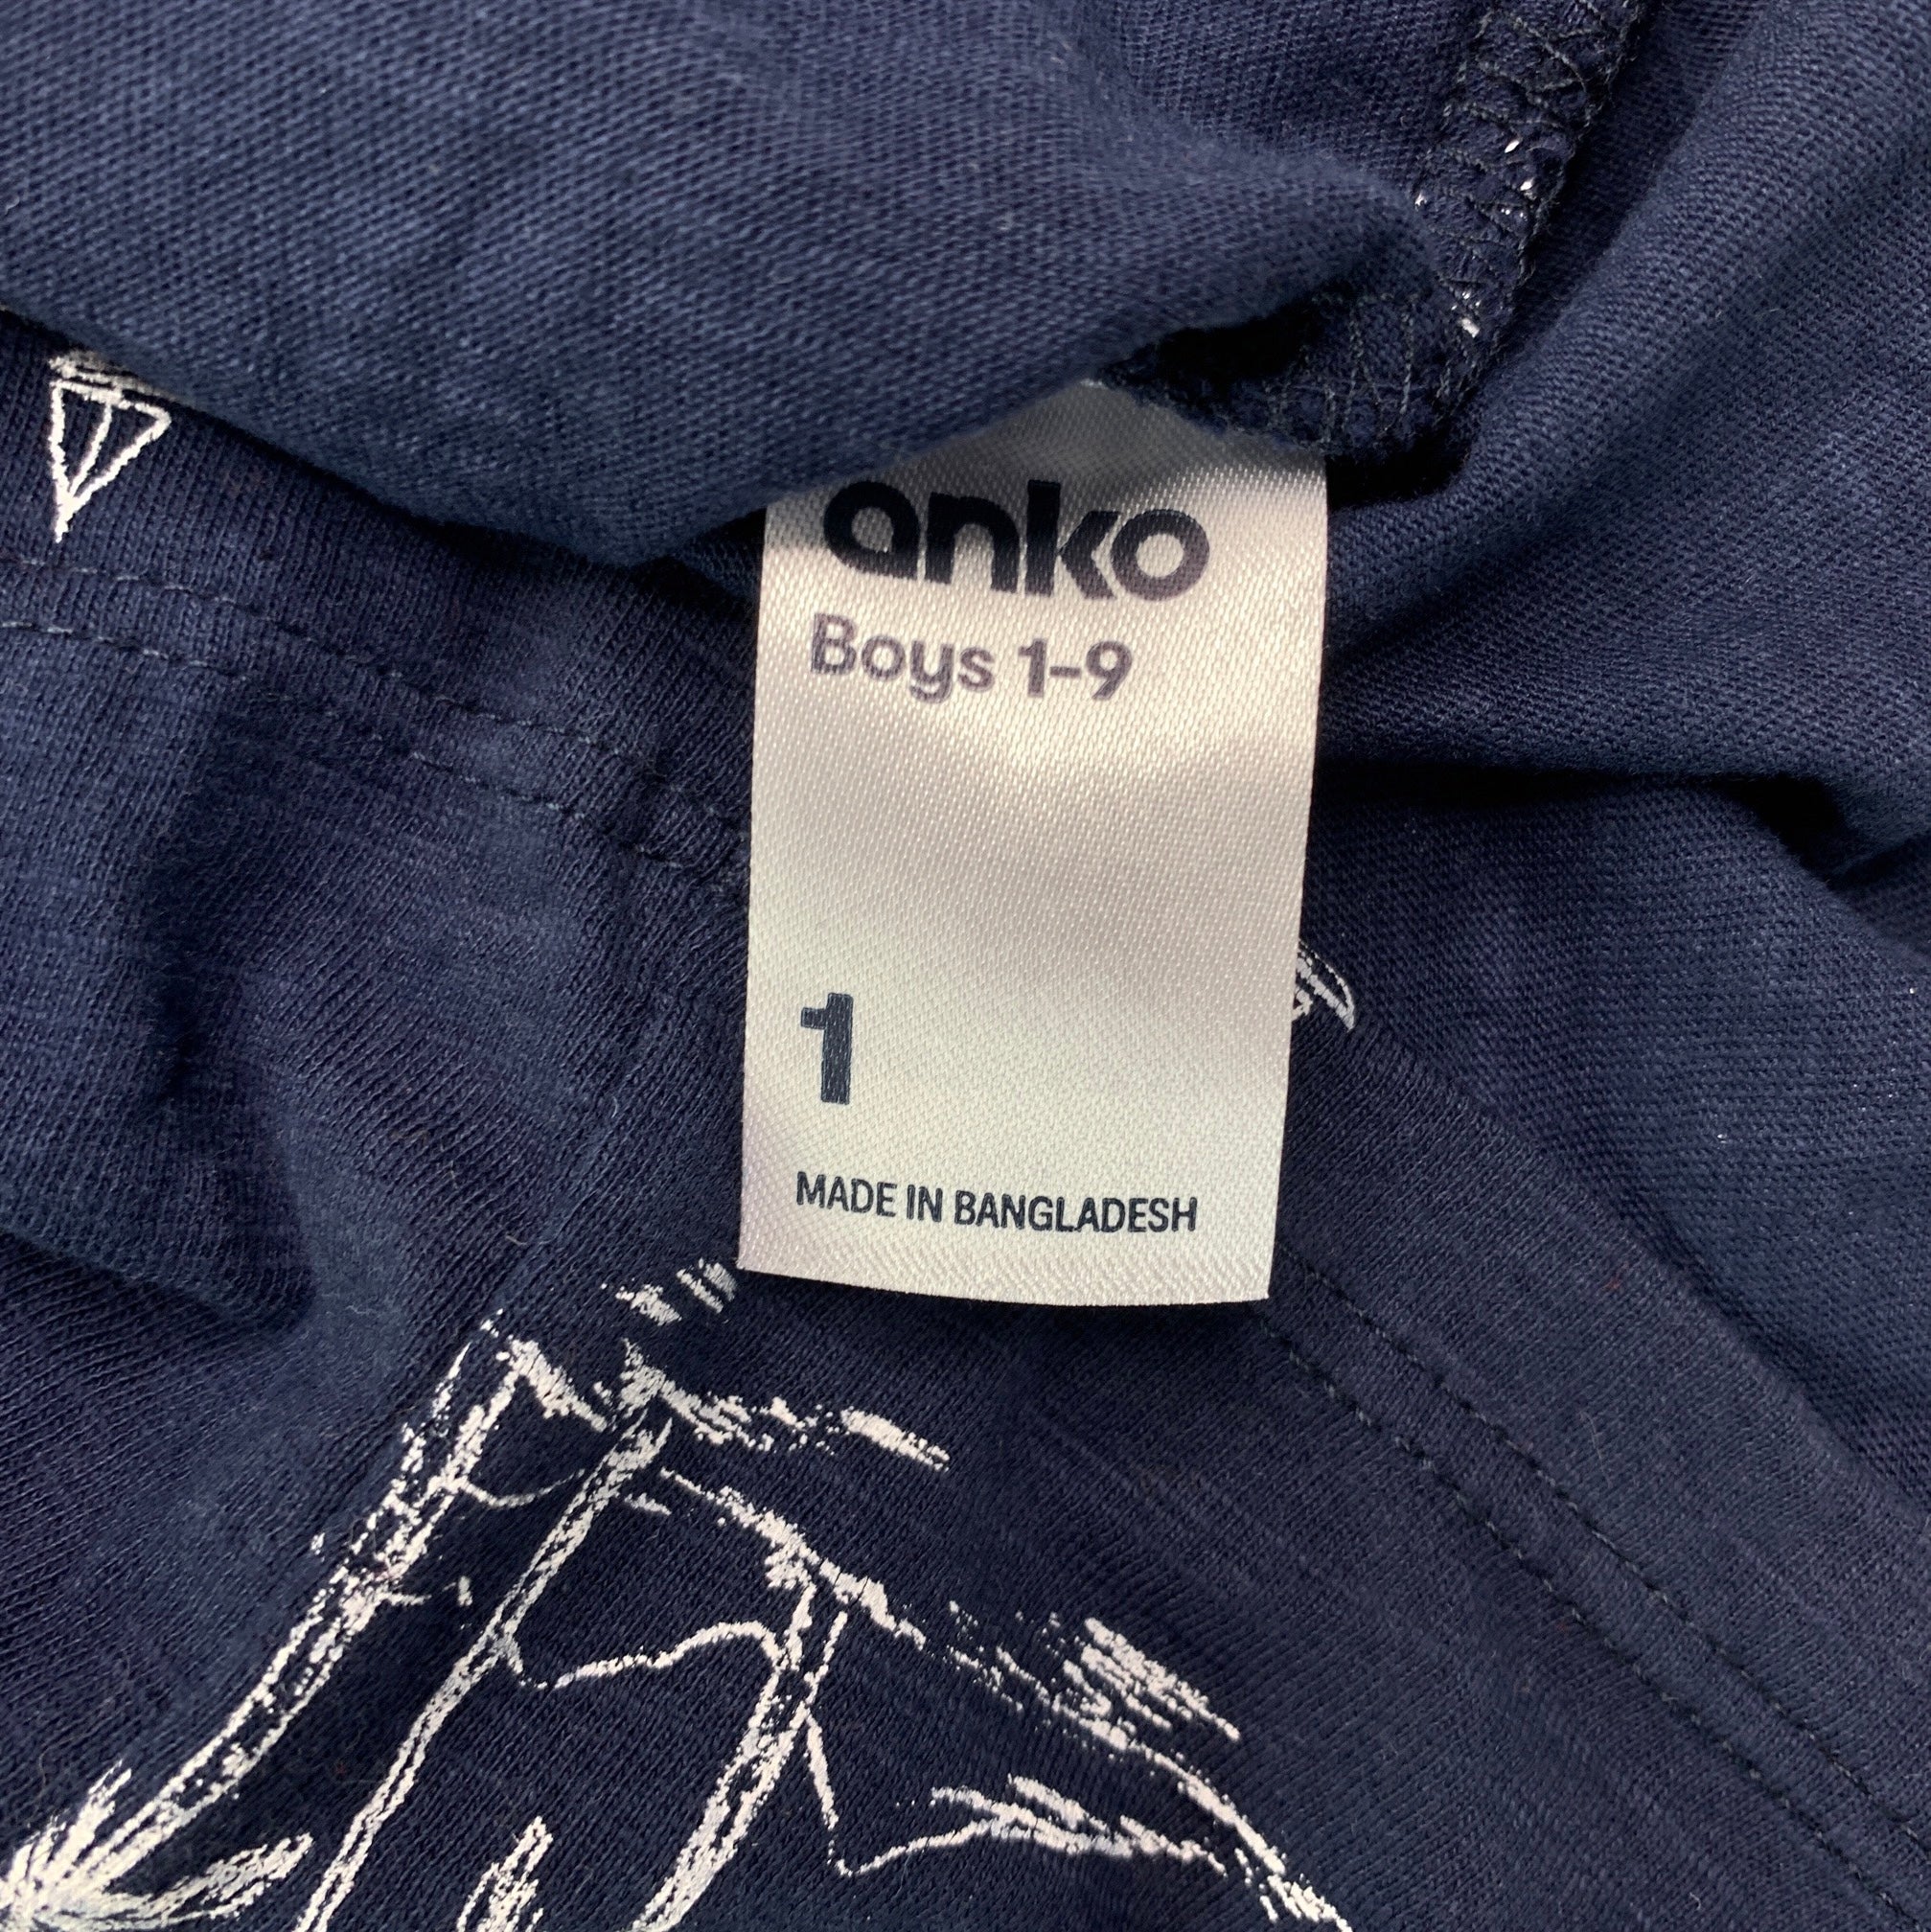 anko
Boys 1-9
1
MADE IN BANGLADESH